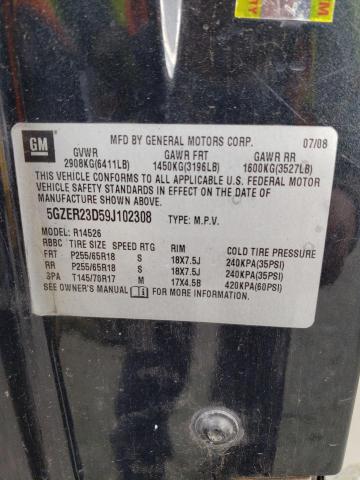 TM
TY
GM
MFD BY GENERAL MOTORS CORP. 07/08
GVWR GAWR FRT GAWR RR
2908KG(6411LB) 1450KG(3196LB) 1600KG(3527LB)
THIS VEHICLE CONFORMS TO ALL APPLICABLE U.S. FEDERAL MOTOR
VEHICLE SAFETY STANDARDS IN EFFECT ON THE DATE OF
MANUFACTURE SHOWN ABOVE.
5GZER23D59J102308 TYPE: M.P.V.
MODEL: R14526
RBBC TIRE SIZE SPEED RTG RIM COLD TIRE PRESSURE
FRT P255/65R18 S 18X7.5J 240KPA(35PSI)
RR P255/65R18 S 18X7.5J 240KPA(35PSI)
SPA T145/70R17 M 17X4.5B 420KPA(60PSI)
SEE OWNER'S MANUAL FOR MORE INFORMATION.